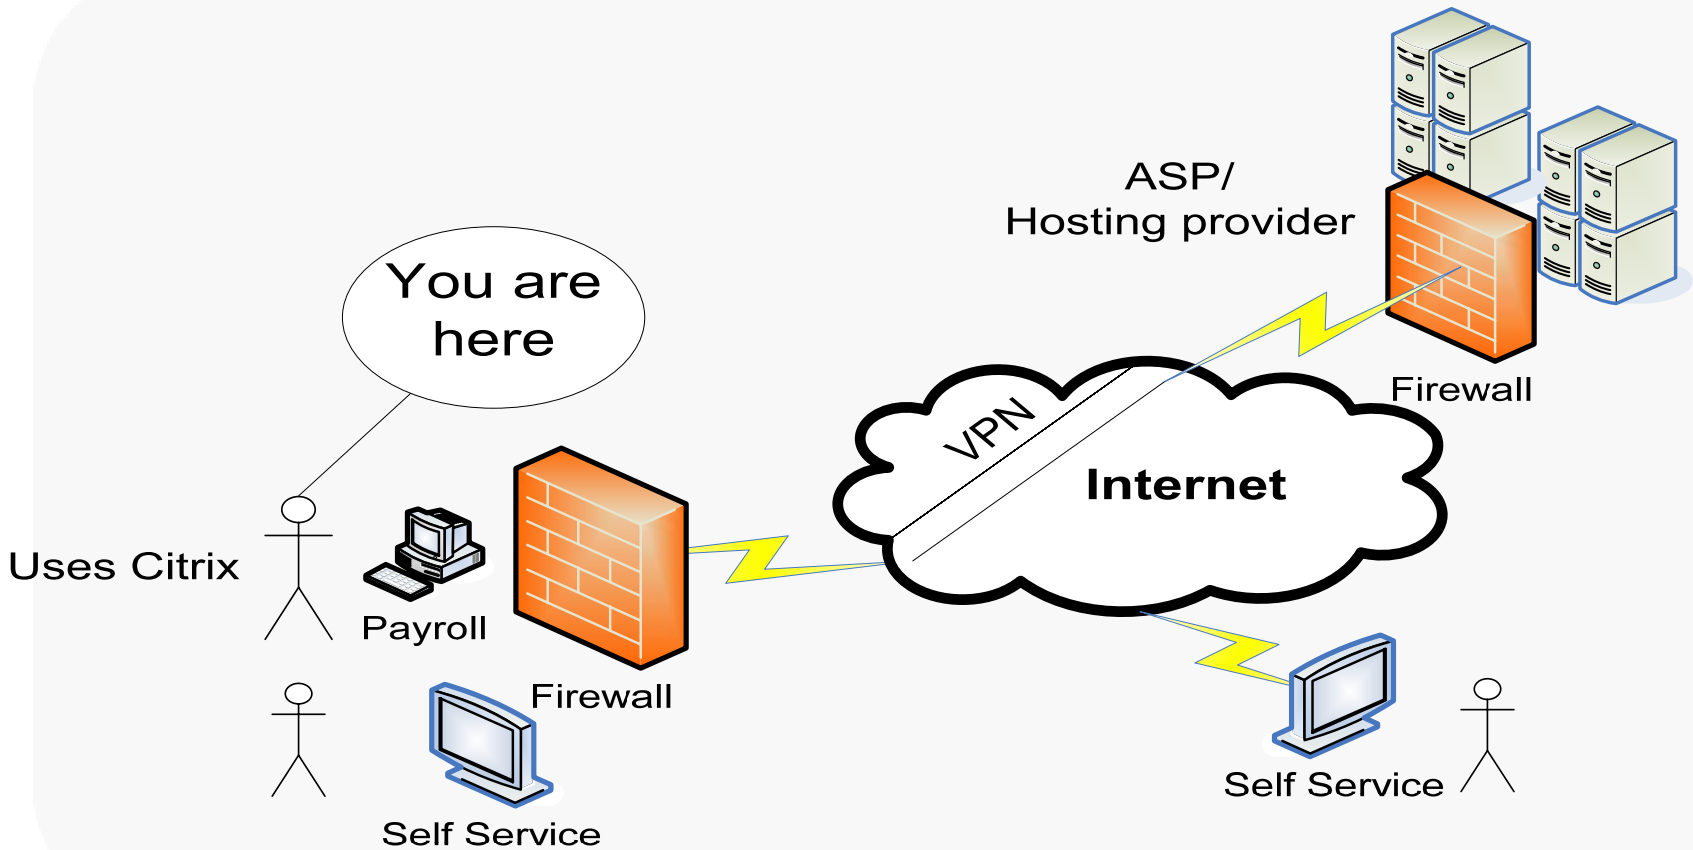 ASP/
Hosting provider
You are
here
Firewall
VPN
Internet
Uses Citrix
Payroll
Firewall
Self Service
Self Service